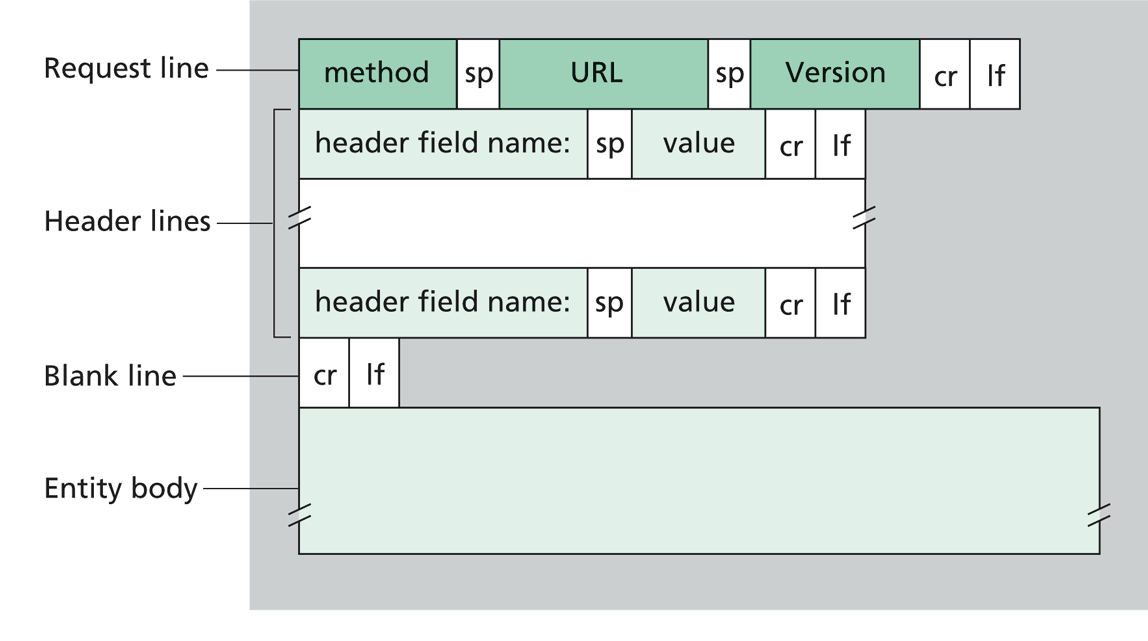 Request line method sp URL sp Version cr lf
header field name: sp value cr lf
Header lines
header field name: sp value cr lf
Blank line cr lf
Entity body